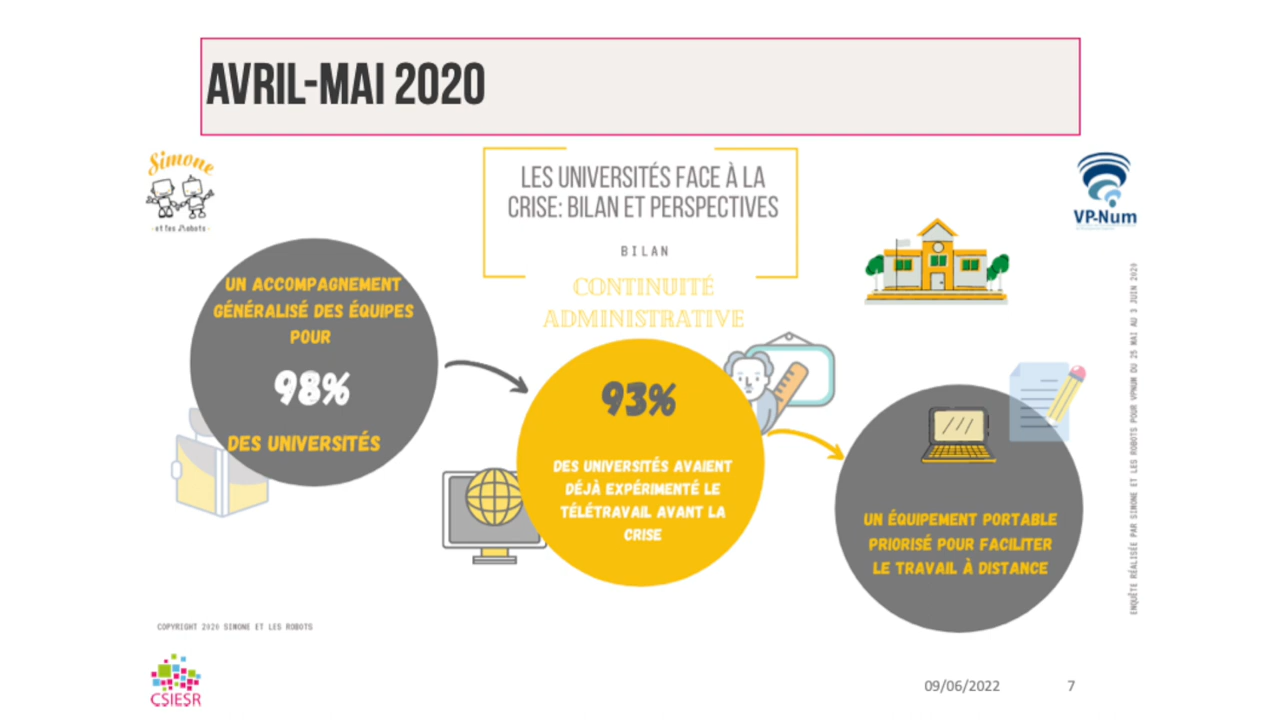 AVRIL-MAI 2020
Simone
et les Robots
LES UNIVERSITÉS FACE À LA
CRISE: BILAN ET PERSPECTIVES
BILAN
VP-Num
CONTINUITÉ
ADMINISTRATIVE
UN ACCOMPAGNEMENT
GÉNÉRALISÉ DES ÉQUIPES
POUR
98%
DES UNIVERSITÉS
93%
DES UNIVERSITÉS AVAIENT
DÉJÀ EXPÉRIMENTÉ LE
TÉLÉTRAVAIL AVANT LA
CRISE
UN ÉQUIPEMENT PORTABLE
PRIORISÉ POUR FACILITER
LE TRAVAIL À DISTANCE
ENQUÊTE RÉALISÉE PAR SIMONE ET LES ROBOTS POUR VPNUM DU 25 MAI AU 3 JUIN 2020
COPYRIGHT 2020 SIMONE ET LES ROBOTS
CSIESR
09/06/2022
7